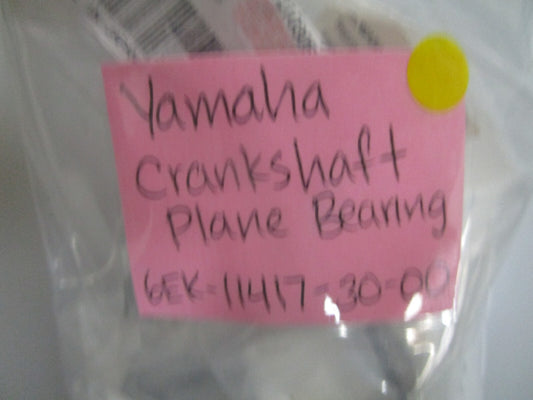 Yamaha
Crankshaft
Plane Bearing
6EK-11417-30-00